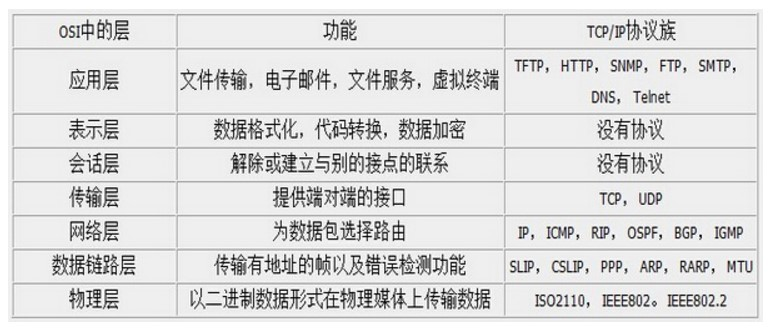 OSI中的层 功能 TCP/IP协议族
应用层 文件传输，电子邮件，文件服务，虚拟终端 TFTP，HTTP，SNMP，FTP，SMTP，
DNS，Telnet
表示层 数据格式化，代码转换，数据加密 没有协议
会话层 解除或建立与别的接点的联系 没有协议
传输层 提供端对端的接口 TCP，UDP
网络层 为数据包选择路由 IP，ICMP，RIP，OSPF，BGP，IGMP
数据链路层 传输有地址的帧以及错误检测功能 SLIP，CSLIP，PPP，ARP，RARP，MTU
物理层 以二进制数据形式在物理媒体上传输数据 ISO2110，IEEE802。IEEE802.2